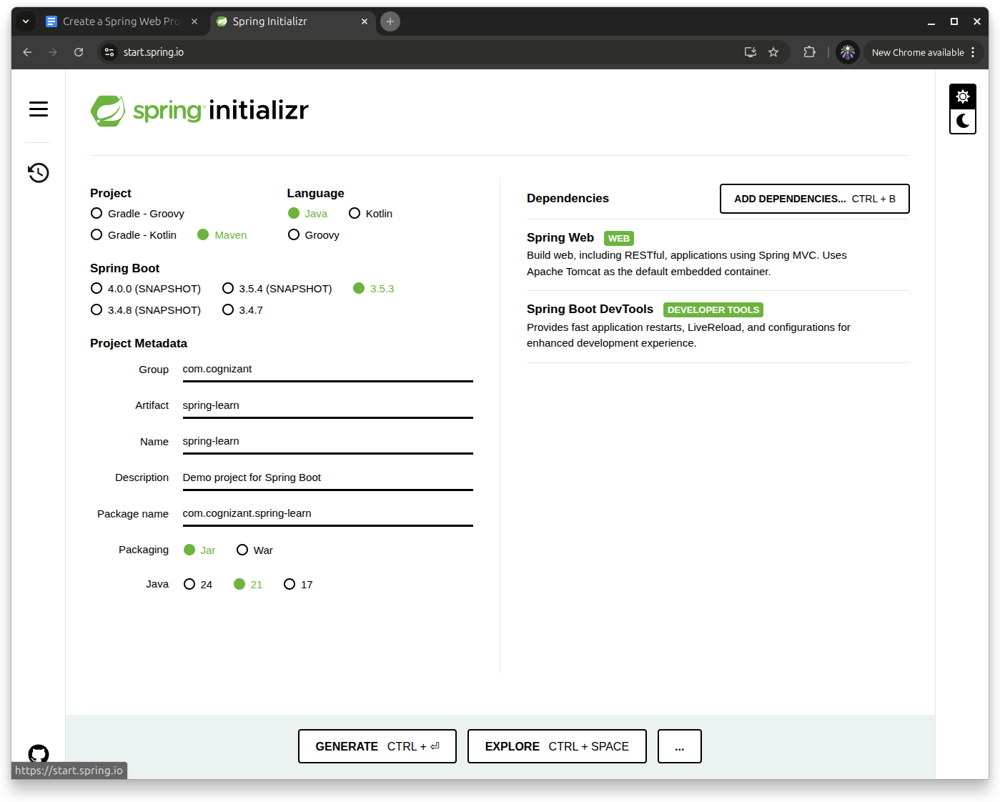 Create a Spring Web Pro
Spring Initializr
start.spring.io
New Chrome available
spring initializr
Project
Gradle - Groovy
Gradle - Kotlin
Maven
Language
Java
Kotlin
Groovy
Spring Boot
4.0.0 (SNAPSHOT)
3.5.4 (SNAPSHOT)
3.5.3
3.4.8 (SNAPSHOT)
3.4.7
Project Metadata
Group com.cognizant
Artifact spring-learn
Name spring-learn
Description Demo project for Spring Boot
Package name com.cognizant.spring-learn
Packaging Jar War
Java 24 21 17
Dependencies
ADD DEPENDENCIES... CTRL + B
Spring Web WEB
Build web, including RESTful, applications using Spring MVC. Uses
Apache Tomcat as the default embedded container.
Spring Boot DevTools DEVELOPER TOOLS
Provides fast application restarts, LiveReload, and configurations for
enhanced development experience.
GENERATE CTRL + ⏎
EXPLORE CTRL + SPACE
...
https://start.spring.io